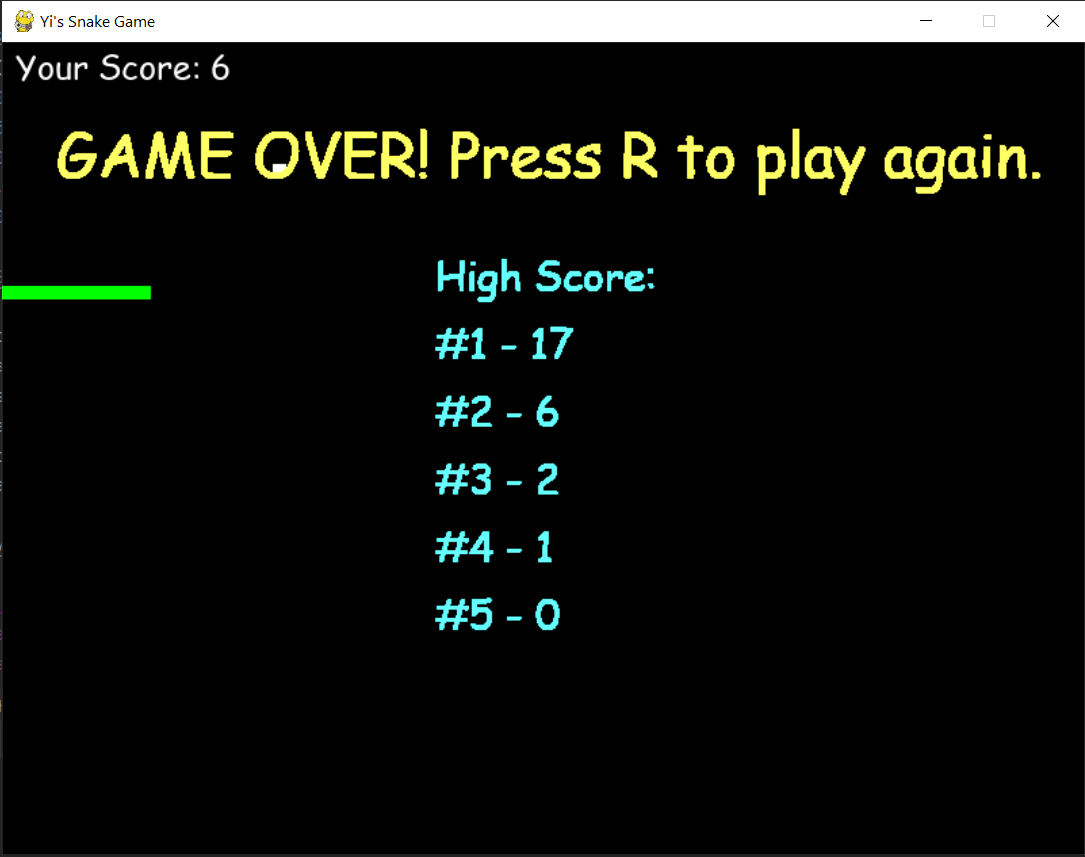 Yi's Snake Game
Your Score: 6
GAME OVER! Press R to play again.
High Score:
#1 - 17
#2 - 6
#3 - 2
#4 - 1
#5 - 0